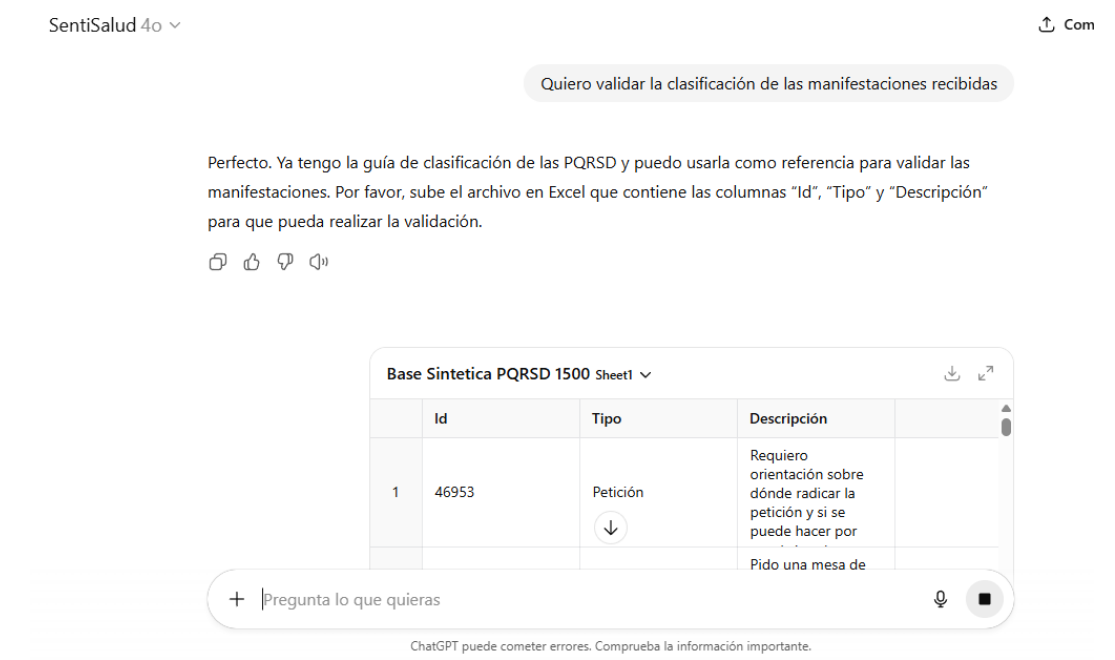 SentiSalud 4o
Com
Quiero validar la clasificación de las manifestaciones recibidas
Perfecto. Ya tengo la guía de clasificación de las PQRSD y puedo usarla como referencia para validar las
manifestaciones. Por favor, sube el archivo en Excel que contiene las columnas “Id”, “Tipo” y “Descripción”
para que pueda realizar la validación.
Base Sintetica PQRSD 1500 Sheet1
Id Tipo Descripción
Requiero
orientación sobre
dónde radicar la
1 46953 Petición
petición y si se
puede hacer por
Pido una mesa de
Pregunta lo que quieras
ChatGPT puede cometer errores. Comprueba la información importante.